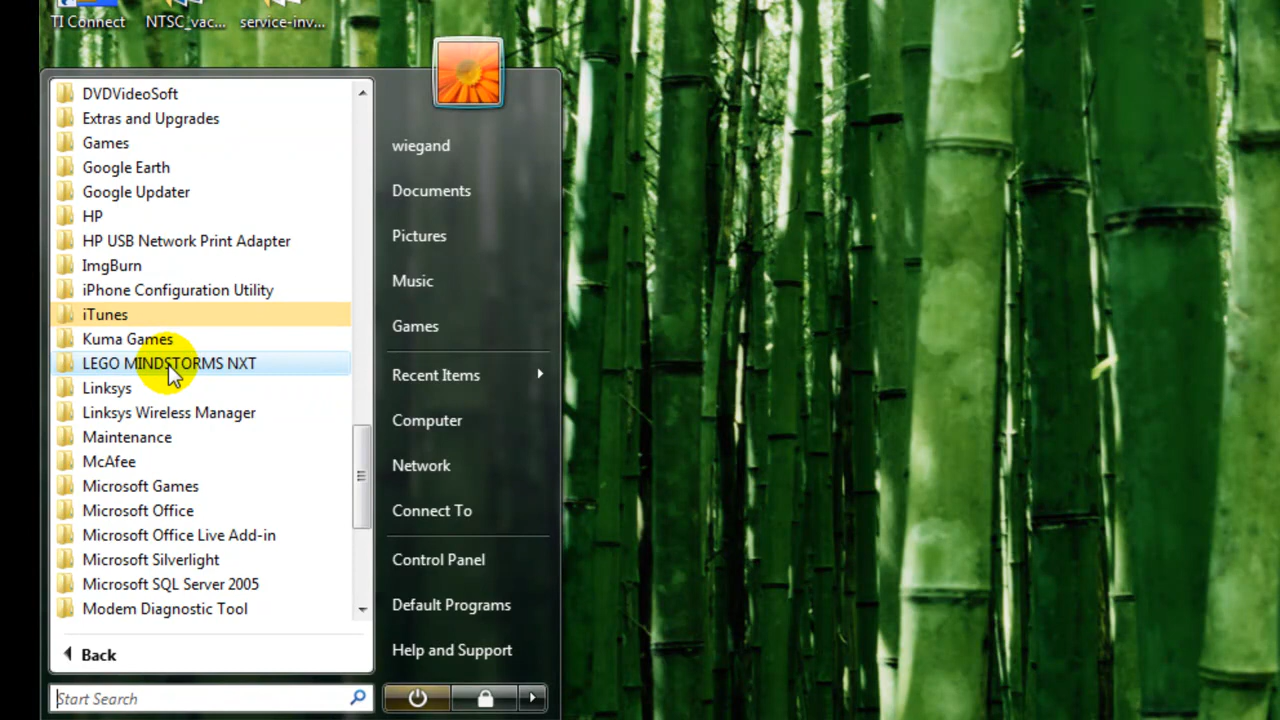 TI Connect
NTSC_vac...
service-inv...
DVDVideoSoft
Extras and Upgrades
Games
Google Earth
Google Updater
HP
HP USB Network Print Adapter
ImgBurn
iPhone Configuration Utility
iTunes
Kuma Games
LEGO MINDSTORMS NXT
Linksys
Linksys Wireless Manager
Maintenance
McAfee
Microsoft Games
Microsoft Office
Microsoft Office Live Add-in
Microsoft Silverlight
Microsoft SQL Server 2005
Modem Diagnostic Tool
Back
Start Search
wiegand
Documents
Pictures
Music
Games
Recent Items
Computer
Network
Connect To
Control Panel
Default Programs
Help and Support